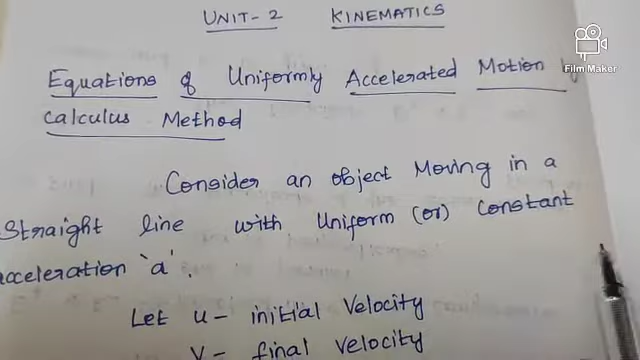 UNIT-2 KINEMATICS
Film Maker
Equations of Uniformly Accelerated Motion by
Calculus Method
Consider an object Moving in a
Straight line with Uniform (or) constant
acceleration 'a'.
Let u- initial Velocity
V- final velocity